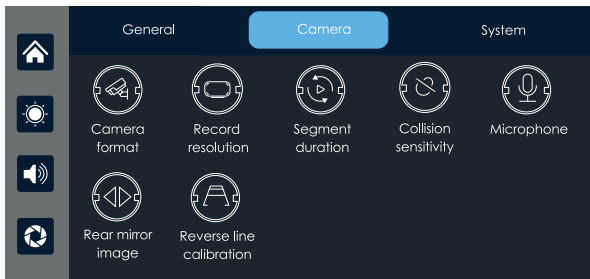 General
Camera
System
Camera
format
Record
resolution
Segment
duration
Collision
sensitivity
Microphone
Rear mirror
image
Reverse line
calibration